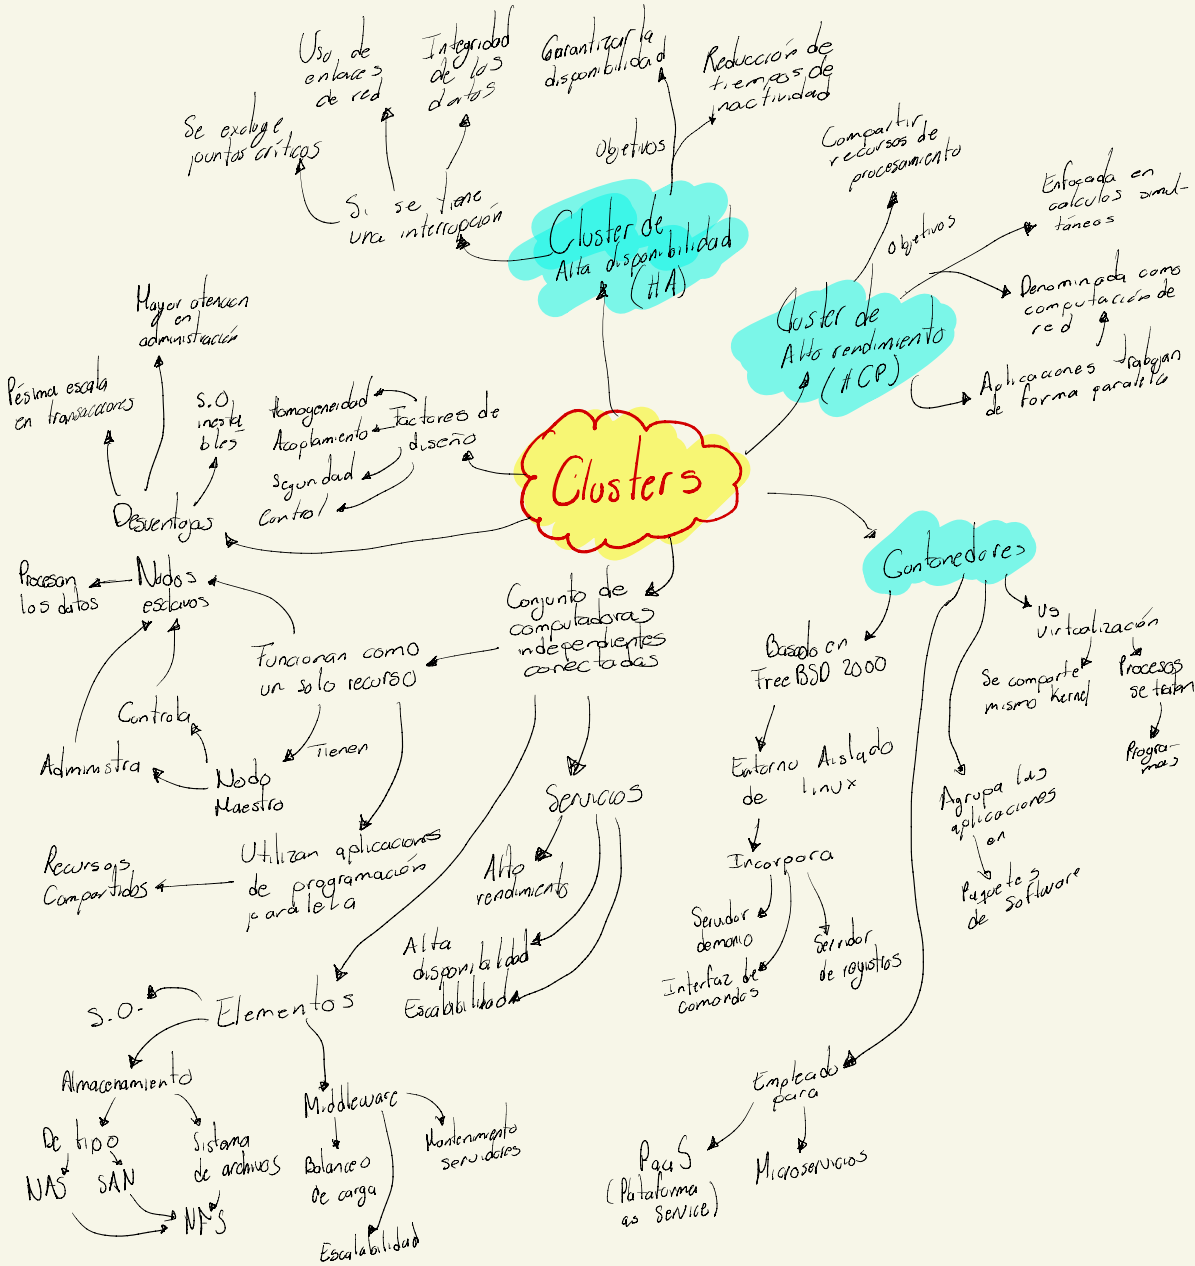 Uso de
enlaces
de red
Integridad
de los
datos
Garantizar la
disponibilidad
Reducción de
tiempos de
inactividad
Se excluye
puntos críticos
Objetivos
Compartir
recursos de
procesamiento
Si se tiene
una interrupción
Cluster de
Alta disponibilidad
(HA)
Enfocada en
calculos simul-
táneos
Objetivos
Denominada como
computación de
red
Cluster de
Alto rendimiento
(HCP)
Aplicaciones trabajan
de forma paralela
Mayor atencion
en
administración
Pésima escala
en transacciones
S.O
inesta
bles
Homogeneidad
Acoplamiento
Seguridad
Control
Factores de
diseño
Clusters
Desventajas
Contenedores
Procesan
los datos
Nodos
esclavos
Conjunto de
computadoras
independientes
conectadas
Funcionan como
un solo recurso
Basado en
Free BSD 2000
Us
virtualización
Se comparte
mismo Kernel
Procesos
se tratan
Progra-
mas
Controla
Administra
Nodo
Maestro
Tienen
Servicios
Entorno Aislado
de linux
Agrupa las
aplicaciones
en
Paquetes
de Software
Recursos
Compartidos
Utilizan aplicaciones
de programación
paralela
Alto
rendimiento
Alta
disponibilidad
Escalabilidad
Incorpora
Servidor
demonio
Interfaz de
comandos
Servidor
de registros
S.O.
Elementos
Almacenamiento
De tipo
NAS
SAN
Sistema
de archivos
NFS
Middleware
Balanceo
de carga
Escalabilidad
Mantenimiento
servidores
Empleado
para
PaaS
(Plataforma
as Service)
Microservicios